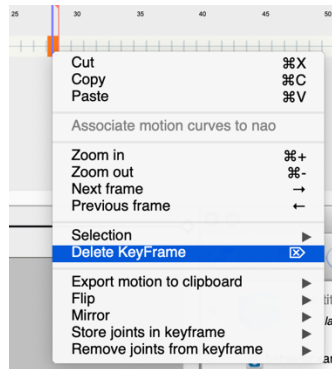 25 30 35 40 45 50
Cut ⌘X
Copy ⌘C
Paste ⌘V
Associate motion curves to nao
Zoom in ⌘+
Zoom out ⌘-
Next frame →
Previous frame ←
Selection ▶
Delete KeyFrame ⌦
Export motion to clipboard ▶
Flip ▶
Mirror ▶
Store joints in keyframe ▶
Remove joints from keyframe ▶